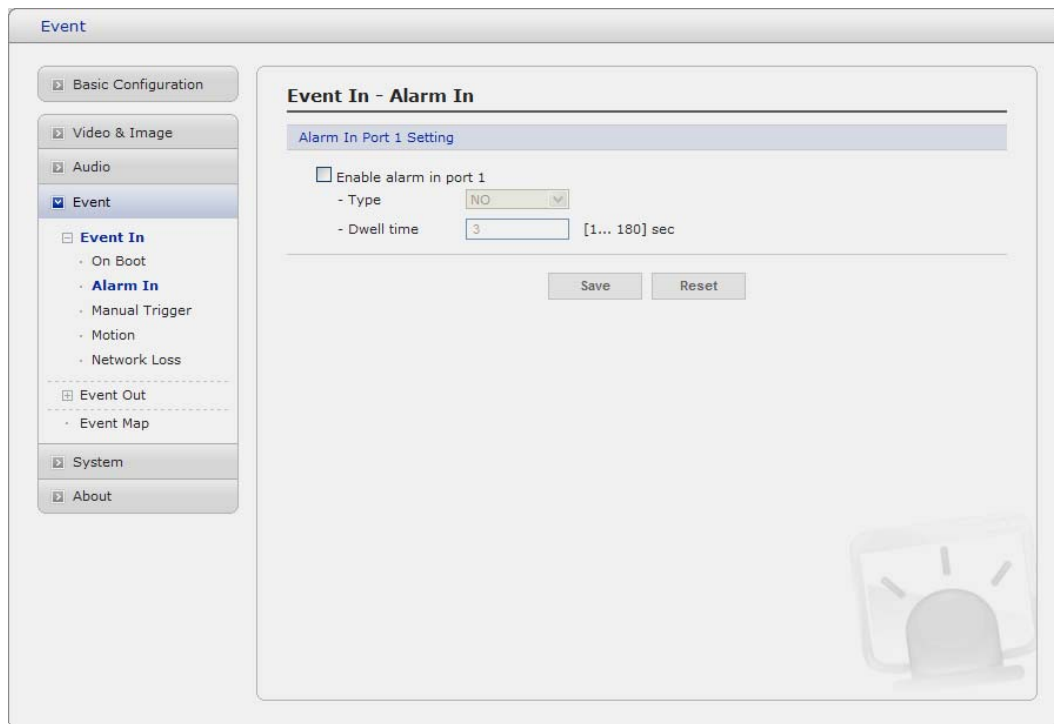 Event
Basic Configuration
Video & Image
Audio
Event
Event In
On Boot
Alarm In
Manual Trigger
Motion
Network Loss
Event Out
Event Map
System
About
Event In - Alarm In
Alarm In Port 1 Setting
Enable alarm in port 1
- Type NO
- Dwell time 3 [1... 180] sec
Save Reset